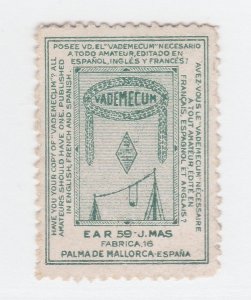 POSEE VD. EL "VADEMECUM" NECESARIO
A TODO AMATEUR, EDITADO EN
ESPAÑOL, INGLÉS Y FRANCÉS?
HAVE YOU YOUR COPY OF "VADEMECUM"? ALL
AMATEURS SHOULD HAVE ONE PUBLISHED
IN ENGLISH, FRENCH AND SPANISH.
AVEZ-VOUS LE "VADEMECUM" NÉCESSAIRE
A TOUT AMATEUR ÉDITÉ EN
FRANÇAIS, ESPAGNOL ET ANGLAIS?
VADEMECUM
EAR 59-J. MAS
FABRICA, 16
PALMA DE MALLORCA-ESPAÑA